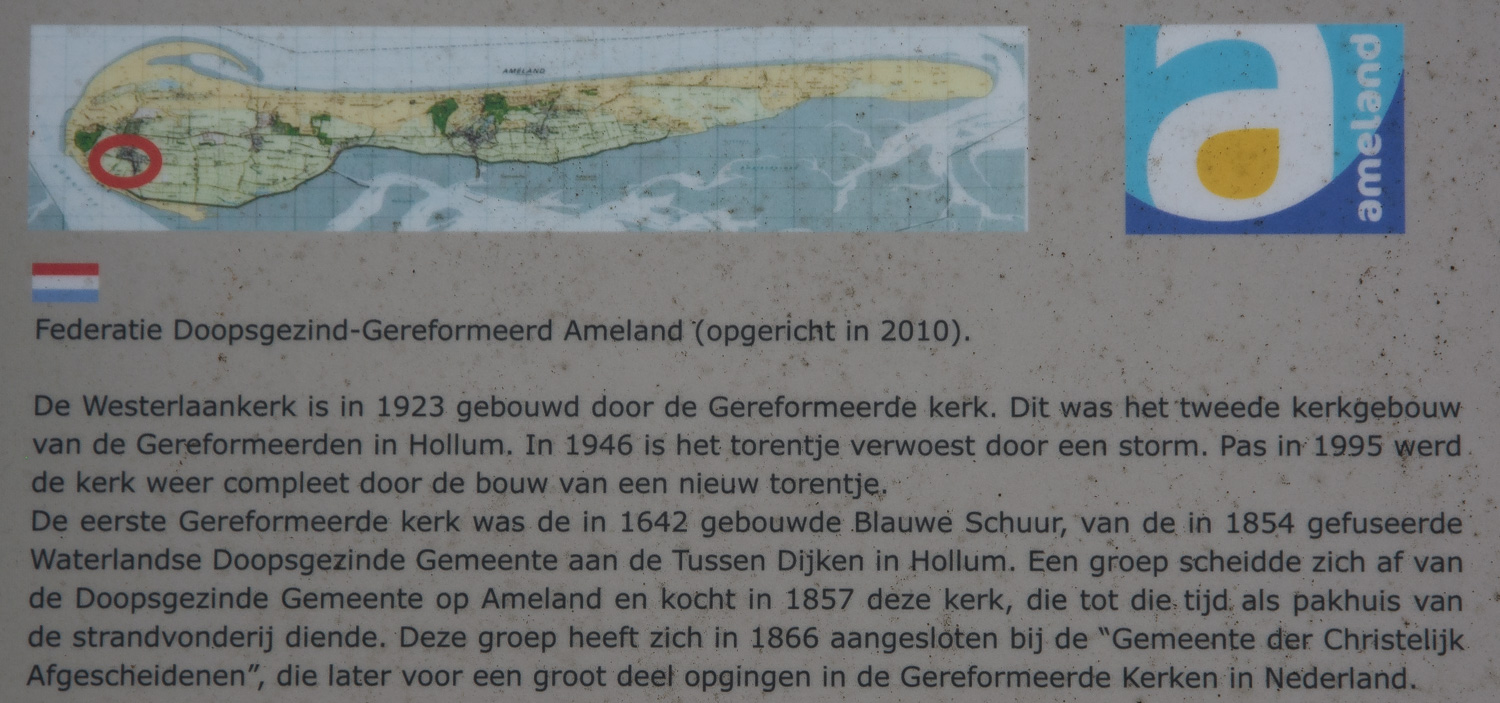 AMELAND
ameland
Federatie Doopsgezind-Gereformeerd Ameland (opgericht in 2010).
De Westerlaankerk is in 1923 gebouwd door de Gereformeerde kerk. Dit was het tweede kerkgebouw
van de Gereformeerden in Hollum. In 1946 is het torentje verwoest door een storm. Pas in 1995 werd
de kerk weer compleet door de bouw van een nieuw torentje.
De eerste Gereformeerde kerk was de in 1642 gebouwde Blauwe Schuur, van de in 1854 gefuseerde
Waterlandse Doopsgezinde Gemeente aan de Tussen Dijken in Hollum. Een groep scheidde zich af van
de Doopsgezinde Gemeente op Ameland en kocht in 1857 deze kerk, die tot die tijd als pakhuis van
de strandvonderij diende. Deze groep heeft zich in 1866 aangesloten bij de “Gemeente der Christelijk
Afgescheidenen”, die later voor een groot deel opgingen in de Gereformeerde Kerken in Nederland.